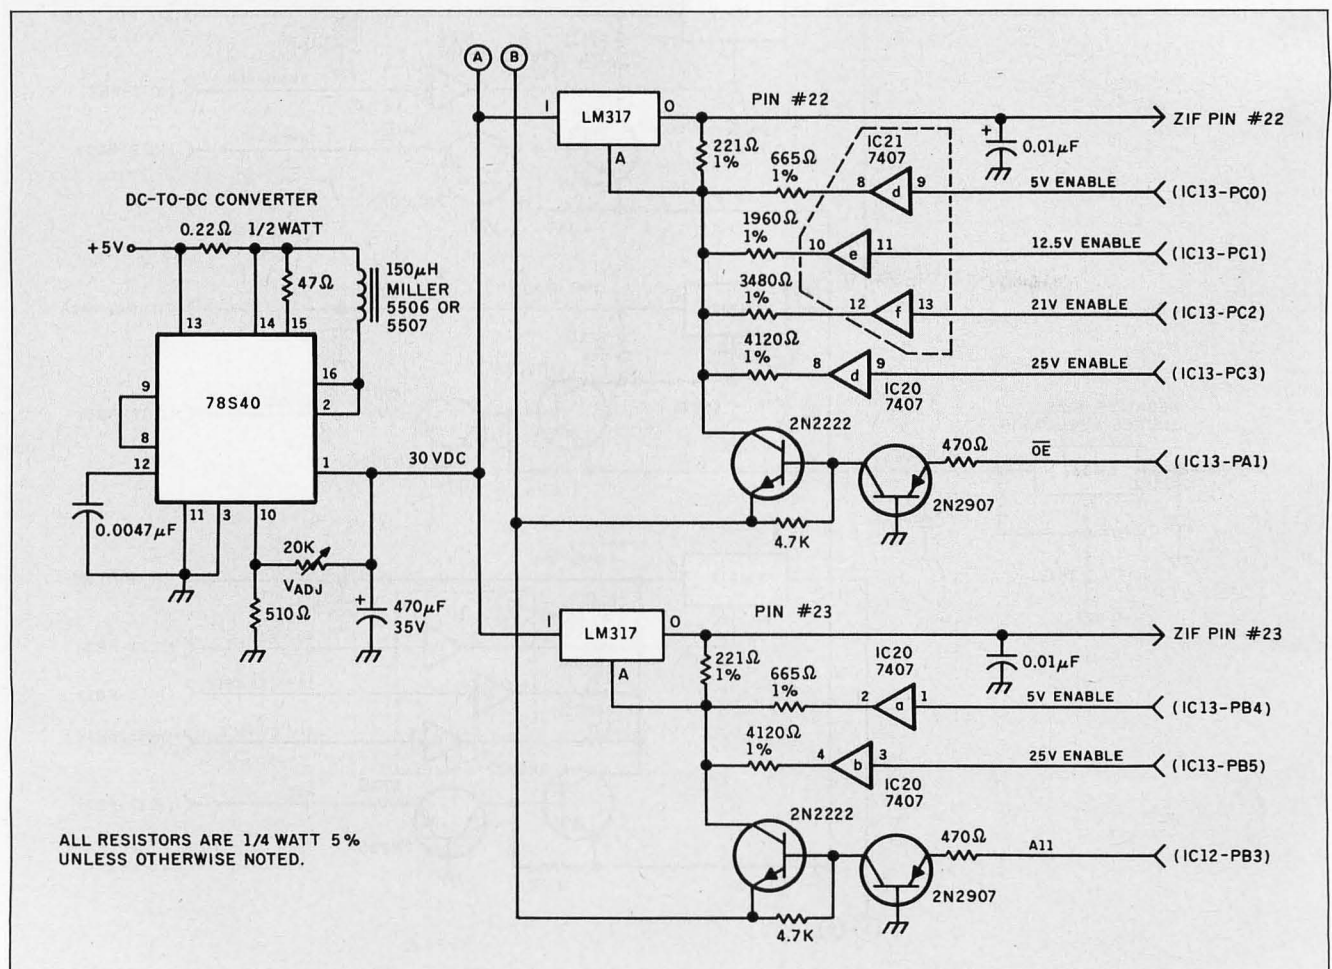 A B
I LM317 O
A
PIN #22
ZIF PIN #22
+
0.01μF
221Ω
1%
665Ω
1%
IC21
7407
8 d 9
5V ENABLE
(IC13-PC0)
1960Ω
1%
10 e 11
12.5V ENABLE
(IC13-PC1)
3480Ω
1%
12 f 13
21V ENABLE
(IC13-PC2)
4120Ω
1%
8 d 9
IC20
7407
25V ENABLE
(IC13-PC3)
2N2222
470Ω
OE
(IC13-PA1)
2N2907
4.7K
DC-TO-DC CONVERTER
+5V
0.22Ω 1/2 WATT
47Ω
150μH
MILLER
5506 OR
5507
13 14 15
78S40
9
8
12
16
2
1
30 VDC
11 3 10
0.0047μF
20K
VADJ
510Ω
+
470μF
35V
I LM317 O
A
PIN #23
ZIF PIN #23
0.01μF
221Ω
1%
665Ω
1%
IC20
7407
2 a 1
5V ENABLE
(IC13-PB4)
4120Ω
1%
4 b 3
IC20
7407
25V ENABLE
(IC13-PB5)
2N2222
470Ω
A11
(IC12-PB3)
2N2907
4.7K
ALL RESISTORS ARE 1/4 WATT 5%
UNLESS OTHERWISE NOTED.